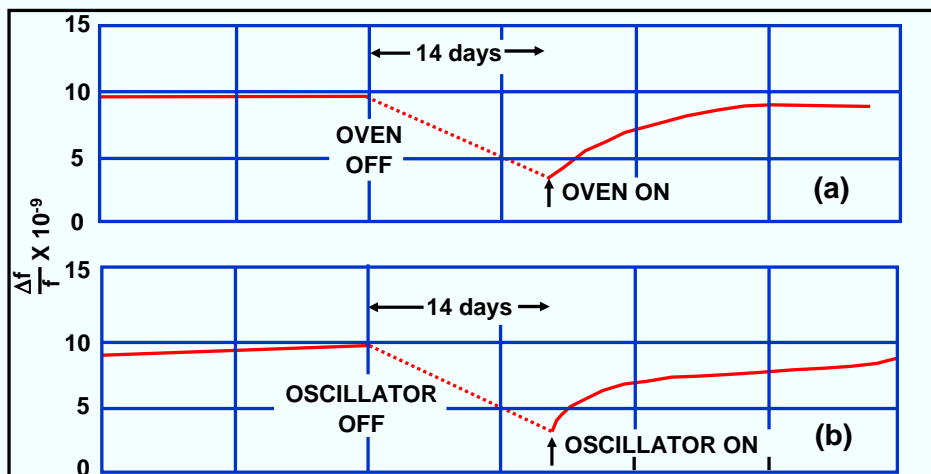 15
14 days
10
OVEN
OFF
5
OVEN ON
(a)
0
Δf
f
X 10-9
15
14 days
10
OSCILLATOR
OFF
5
OSCILLATOR ON
(b)
0